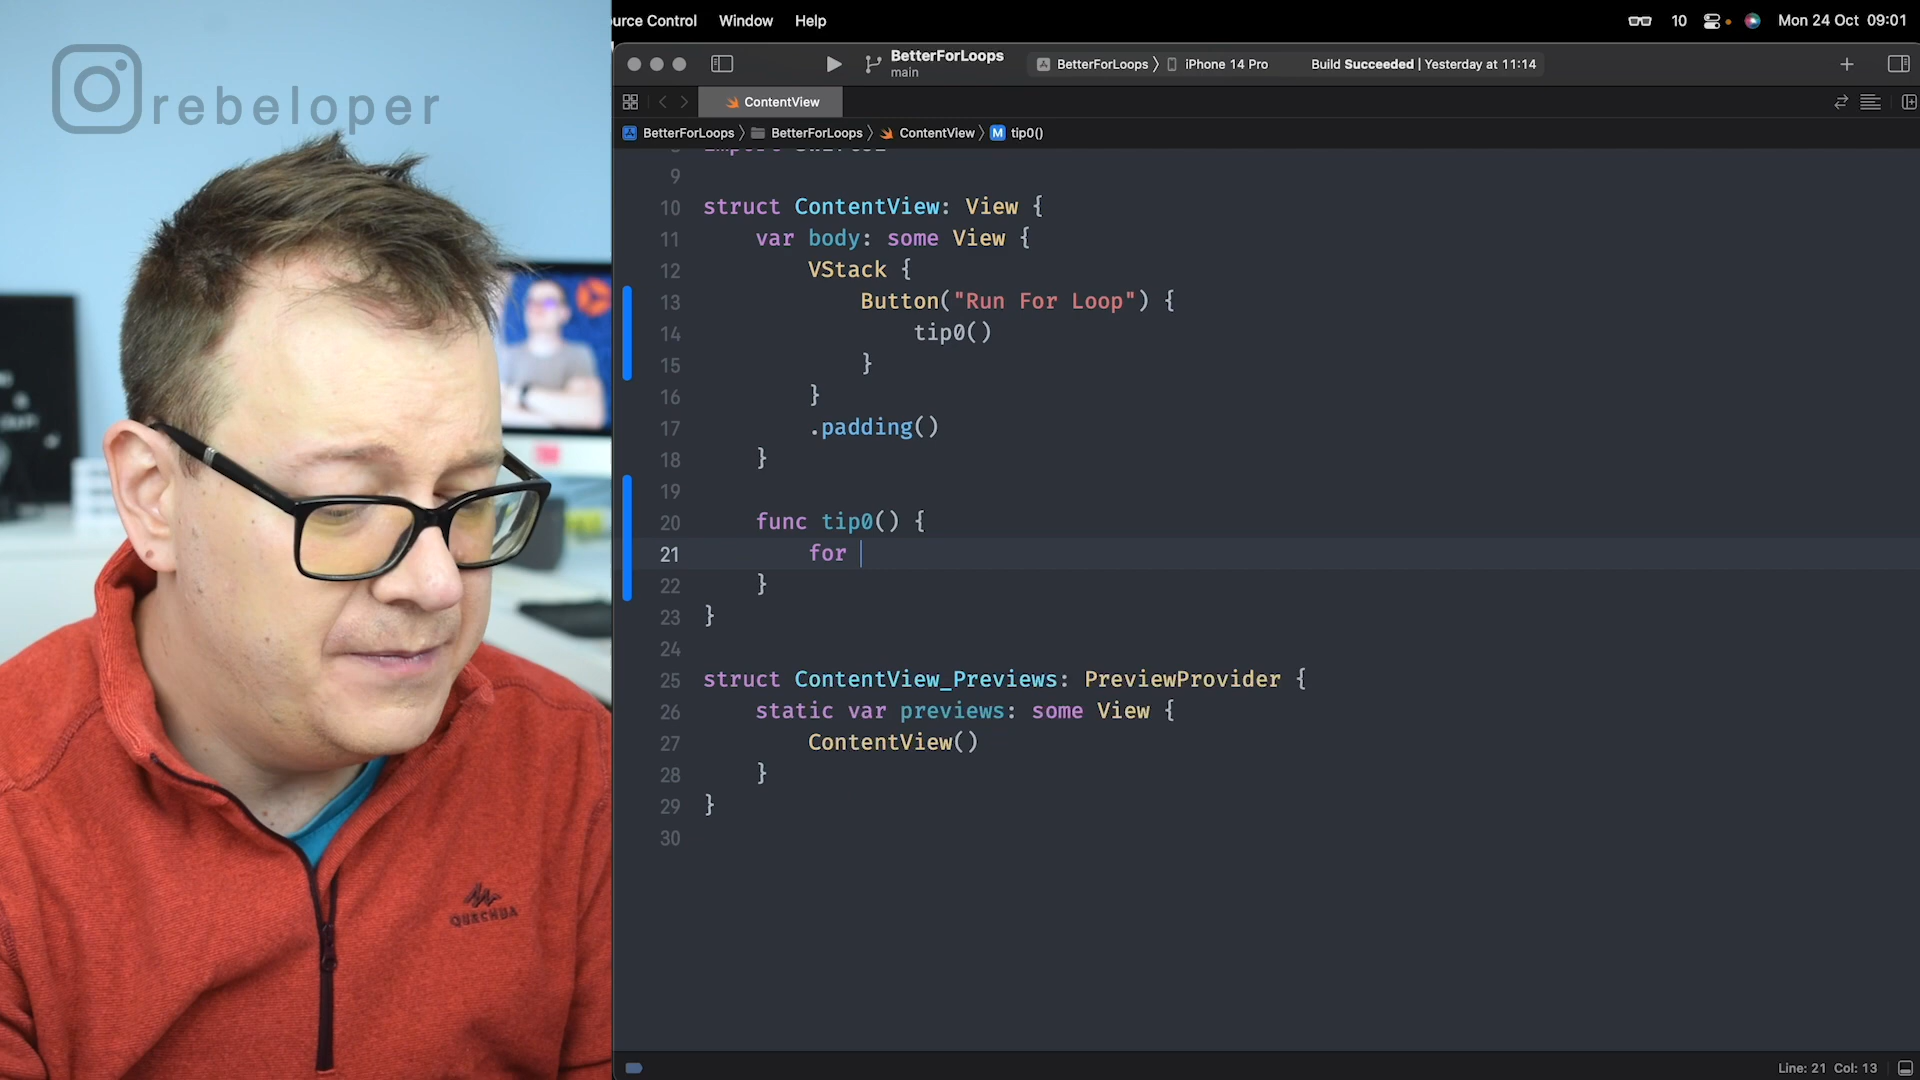 rebeloper
urce Control Window Help
10 Mon 24 Oct 09:01
BetterForLoops
main
BetterForLoops iPhone 14 Pro Build Succeeded | Yesterday at 11:14
ContentView
BetterForLoops BetterForLoops ContentView M tip0()
9
10 struct ContentView: View {
11 var body: some View {
12 VStack {
13 Button("Run For Loop") {
14 tip0()
15 }
16 }
17 .padding()
18 }
19
20 func tip0() {
21 for
22 }
23 }
24
25 struct ContentView_Previews: PreviewProvider {
26 static var previews: some View {
27 ContentView()
28 }
29 }
30
QUECHUA
Line: 21 Col: 13